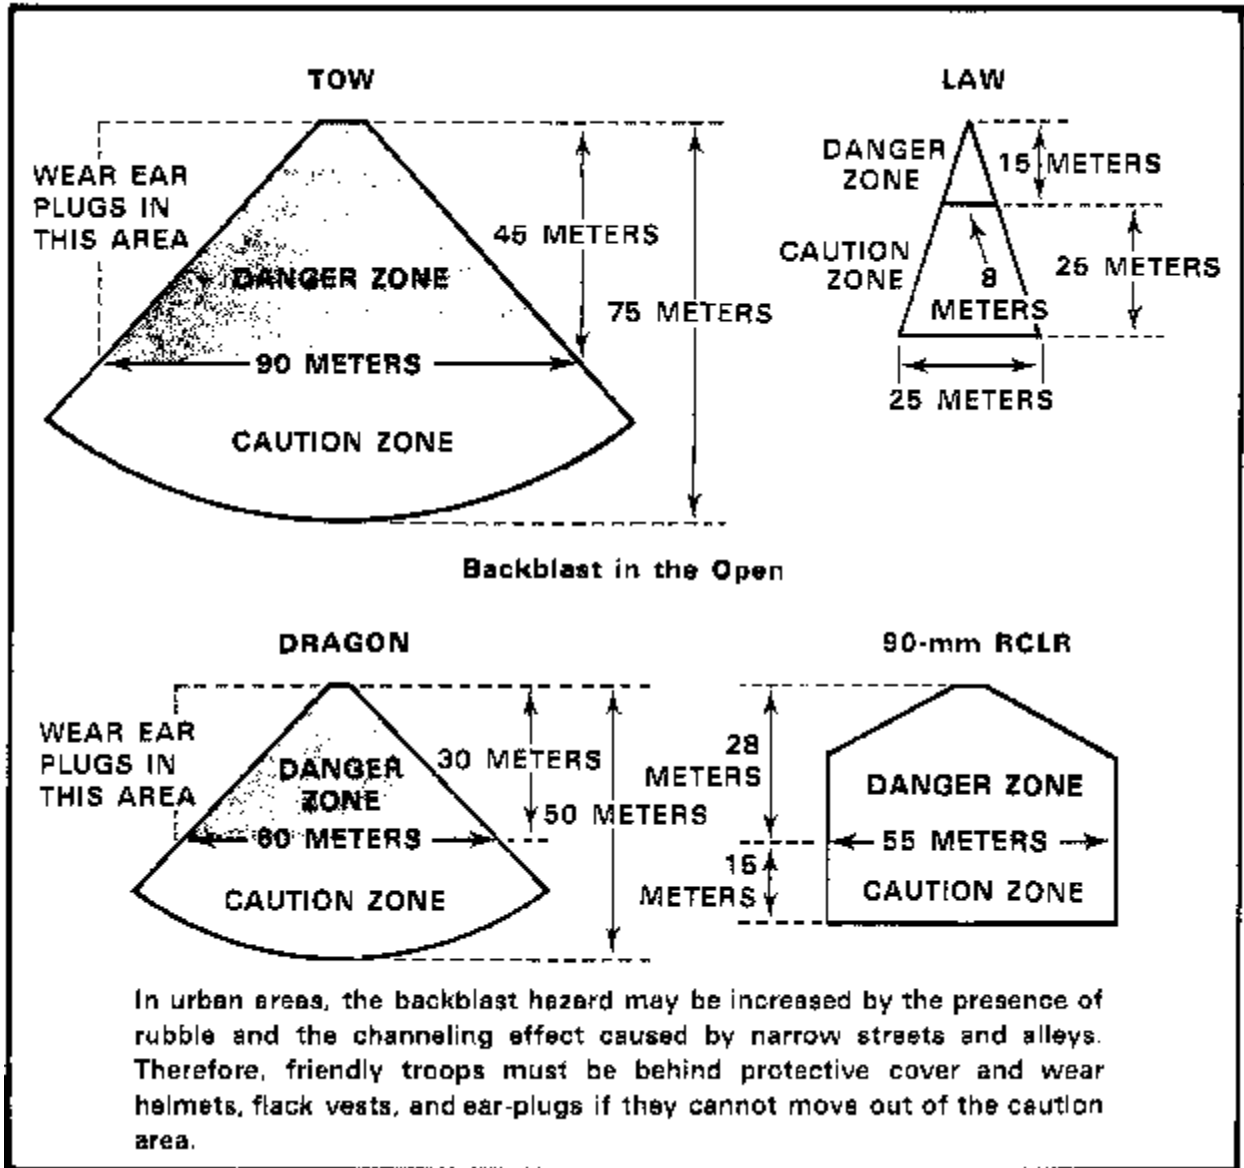 TOW
LAW
WEAR EAR
PLUGS IN
THIS AREA
DANGER ZONE
45 METERS
75 METERS
90 METERS
CAUTION ZONE
DANGER
ZONE
15 METERS
CAUTION
ZONE
8
METERS
25 METERS
25 METERS
Backblast in the Open
DRAGON
90-mm RCLR
WEAR EAR
PLUGS IN
THIS AREA
DANGER
ZONE
30 METERS
50 METERS
60 METERS
CAUTION ZONE
28
METERS
DANGER ZONE
55 METERS
15
METERS
CAUTION ZONE
In urban areas, the backblast hazard may be increased by the presence of
rubble and the channeling effect caused by narrow streets and alleys.
Therefore, friendly troops must be behind protective cover and wear
helmets, flack vests, and ear-plugs if they cannot move out of the caution
area.